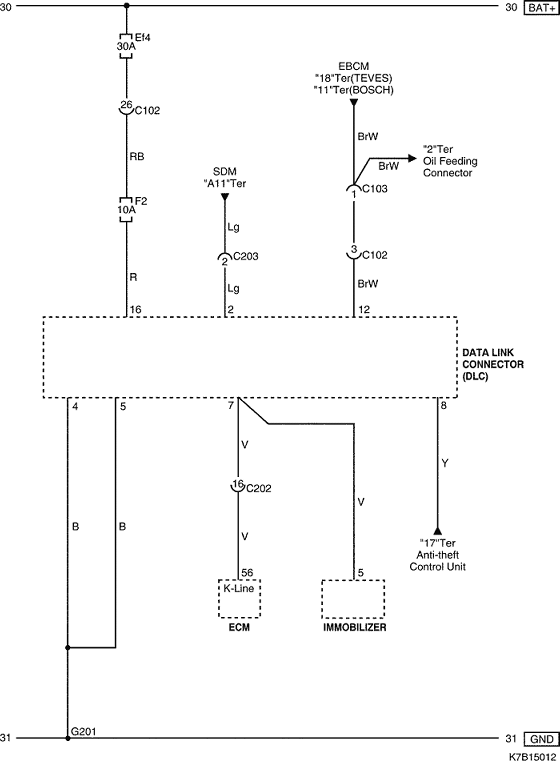 30 30 BAT+
Ef4
30A
26 C102
RB
F2
10A
R
16
SDM
"A11"Ter
Lg
2 C203
Lg
2
EBCM
"18"Ter(TEVES)
"11"Ter(BOSCH)
BrW
BrW
"2"Ter
Oil Feeding
Connector
1 C103
3 C102
BrW
12
DATA LINK
CONNECTOR
(DLC)
4 5 7 8
B B
V
16 C202
V
V
Y
"17"Ter
Anti-theft
Control Unit
56
K-Line
ECM
5
IMMOBILIZER
G201
31 31 GND
K7B15012